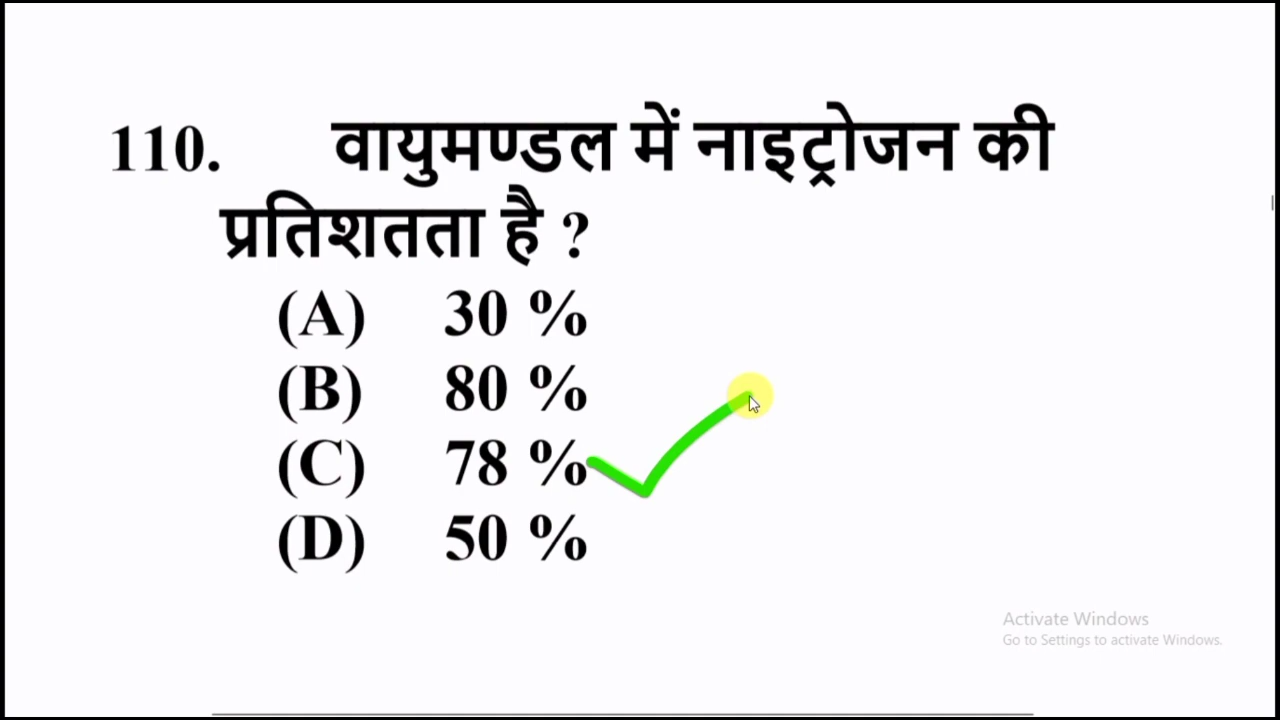 110. वायुमण्डल में नाइट्रोजन की
प्रतिशतता है ?
(A) 30 %
(B) 80 %
(C) 78 %
(D) 50 %
Activate Windows
Go to Settings to activate Windows.